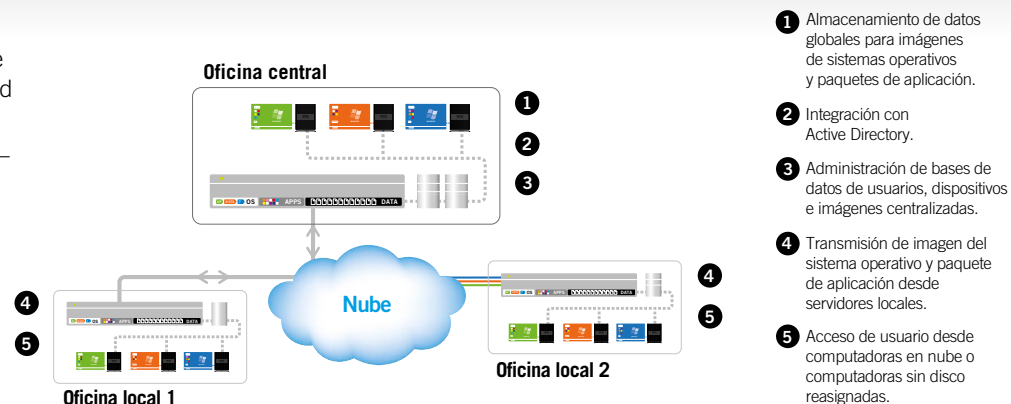 e
d
–
Oficina central
1
2
3
OS APPS DATA
Nube
4
5
OS APPS DATA
Oficina local 1
OS APPS DATA
4
5
Oficina local 2
1 Almacenamiento de datos
globales para imágenes
de sistemas operativos
y paquetes de aplicación.
2 Integración con
Active Directory.
3 Administración de bases de
datos de usuarios, dispositivos
e imágenes centralizadas.
4 Transmisión de imagen del
sistema operativo y paquete
de aplicación desde
servidores locales.
5 Acceso de usuario desde
computadoras en nube o
computadoras sin disco
reasignadas.